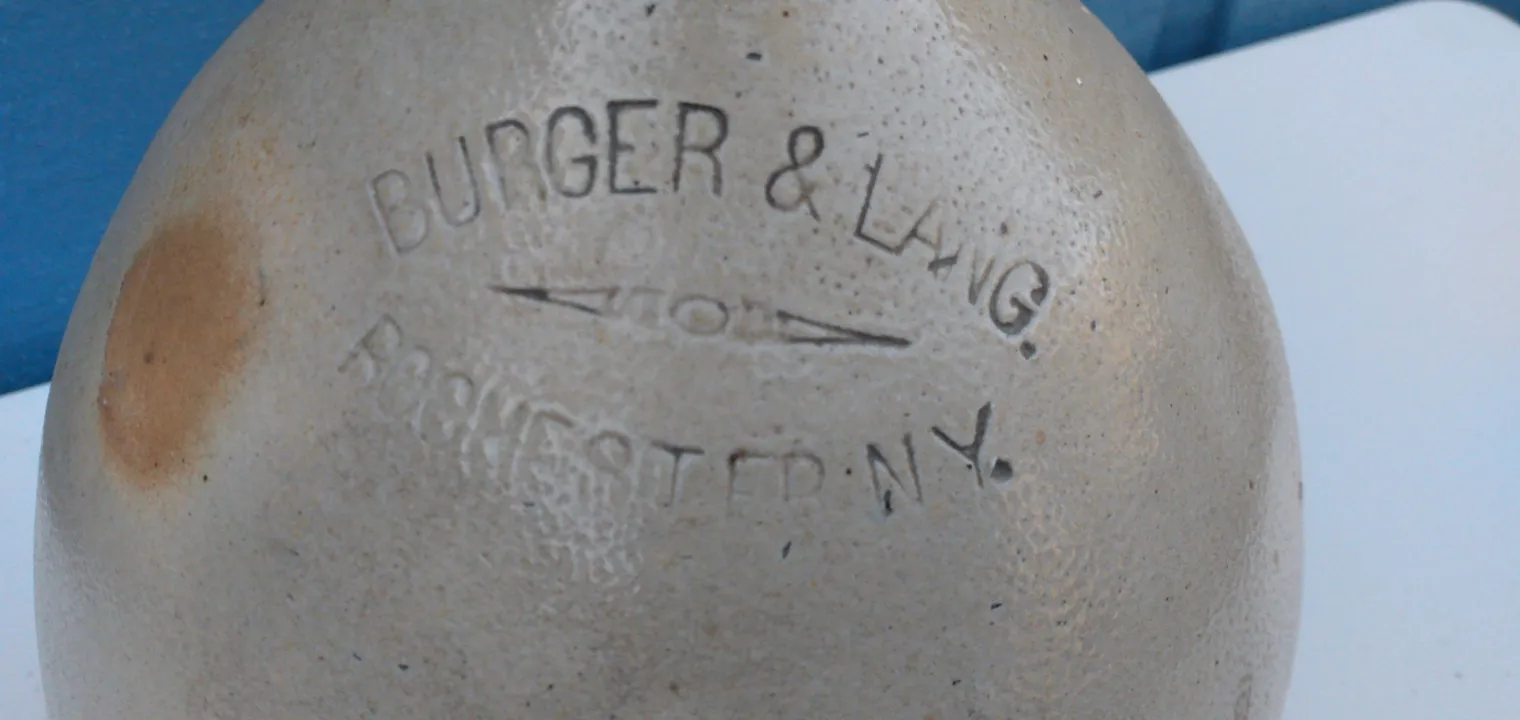 BURGER & LANG.
O
ROCHESTER·N Y.